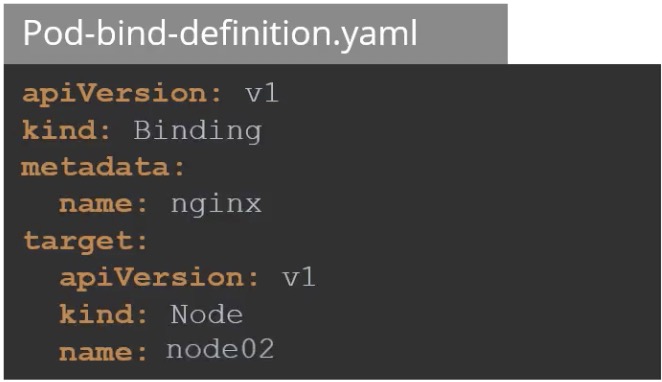 Pod-bind-definition.yaml
apiVersion: v1
kind: Binding
metadata:
  name: nginx
target:
  apiVersion: v1
  kind: Node
  name: node02